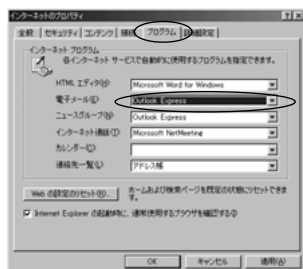 インターネットのプロパティ
全般 セキュリティ コンテンツ 接続 プログラム 詳細設定
インターネット プログラム
各インターネット サービスで自動的に使用するプログラムを指定できます。
HTML エディタ(H): Microsoft Word for Windows
電子メール(E): Outlook Express
ニュースグループ(N): Outlook Express
インターネット通話(T): Microsoft NetMeeting
カレンダー(C):
連絡先一覧(L): アドレス帳
Web の設定のリセット(R)... ホームおよび検索ページを既定の状態にリセットできます。
Internet Explorer の起動時に、通常使用するブラウザを確認する(I)
OK キャンセル 適用(A)